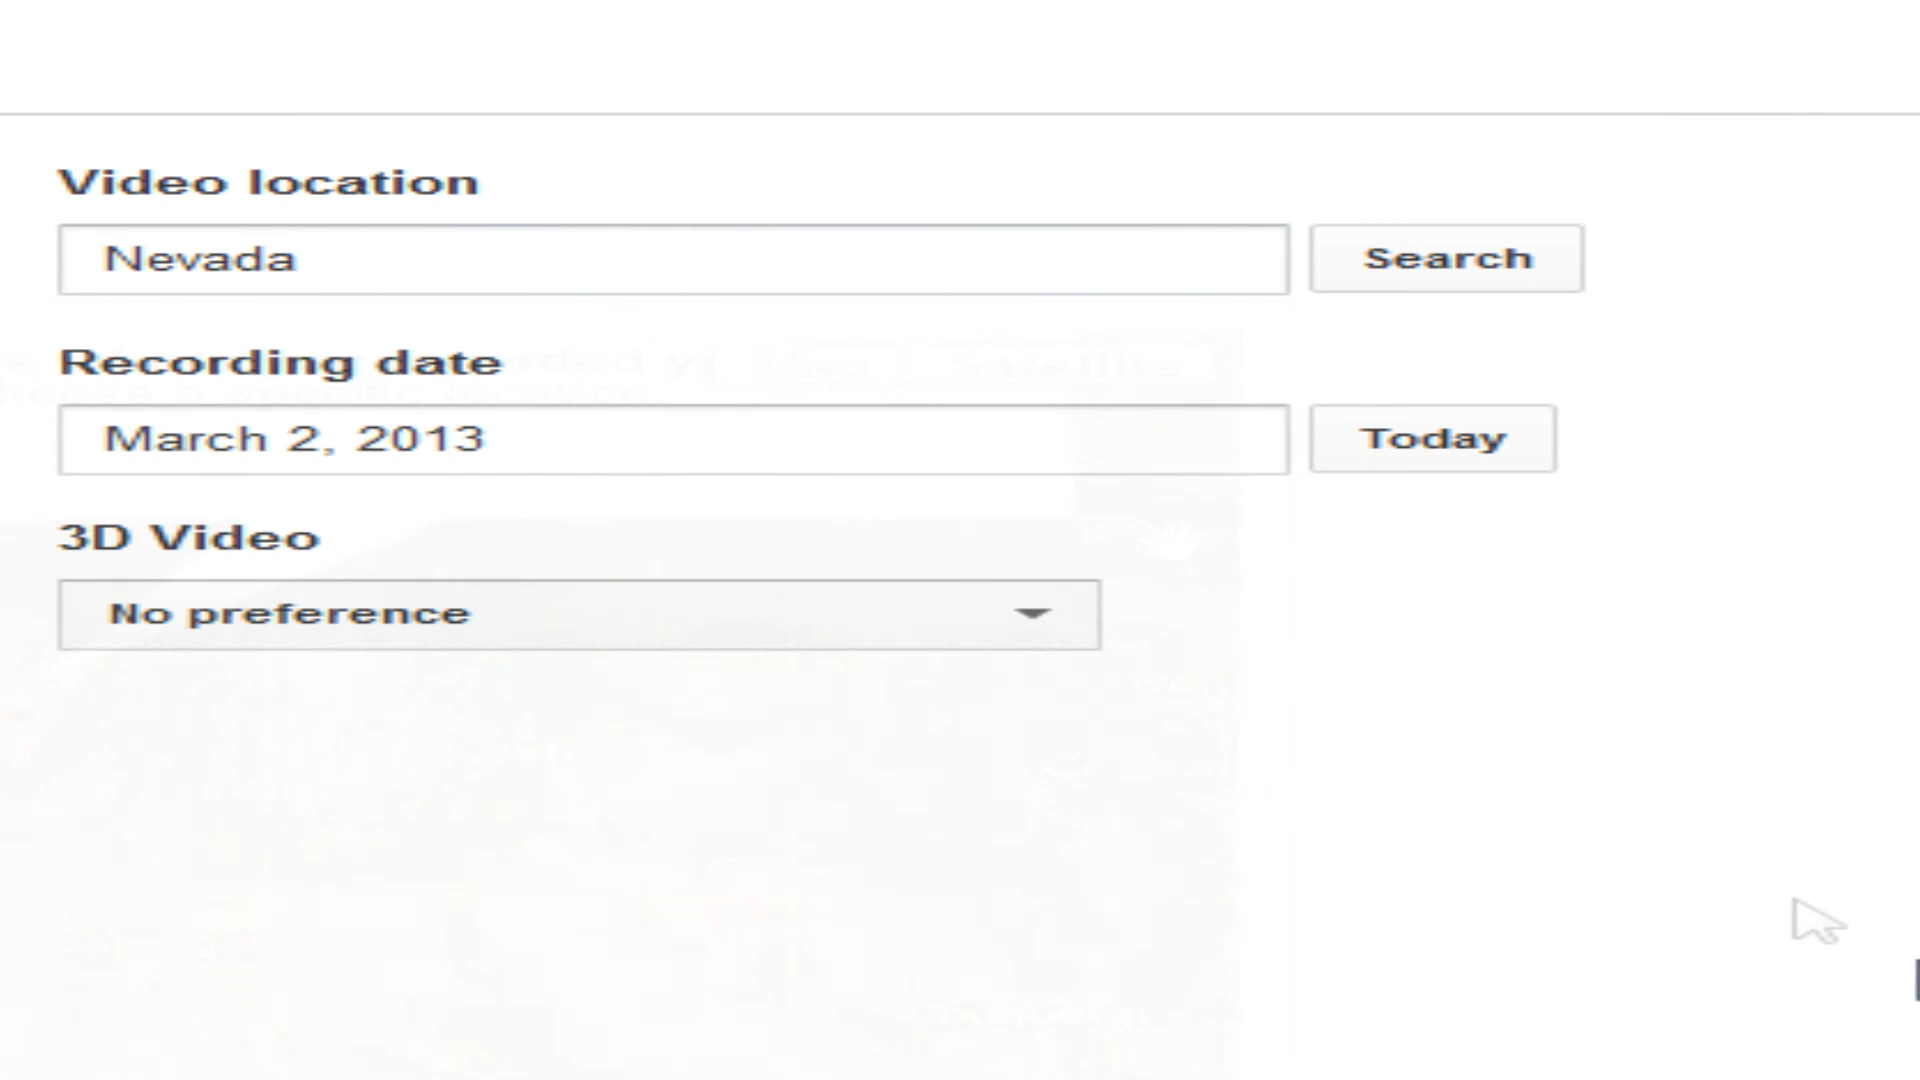 Video location
Nevada
Search
Recording date
March 2, 2013
Today
3D Video
No preference